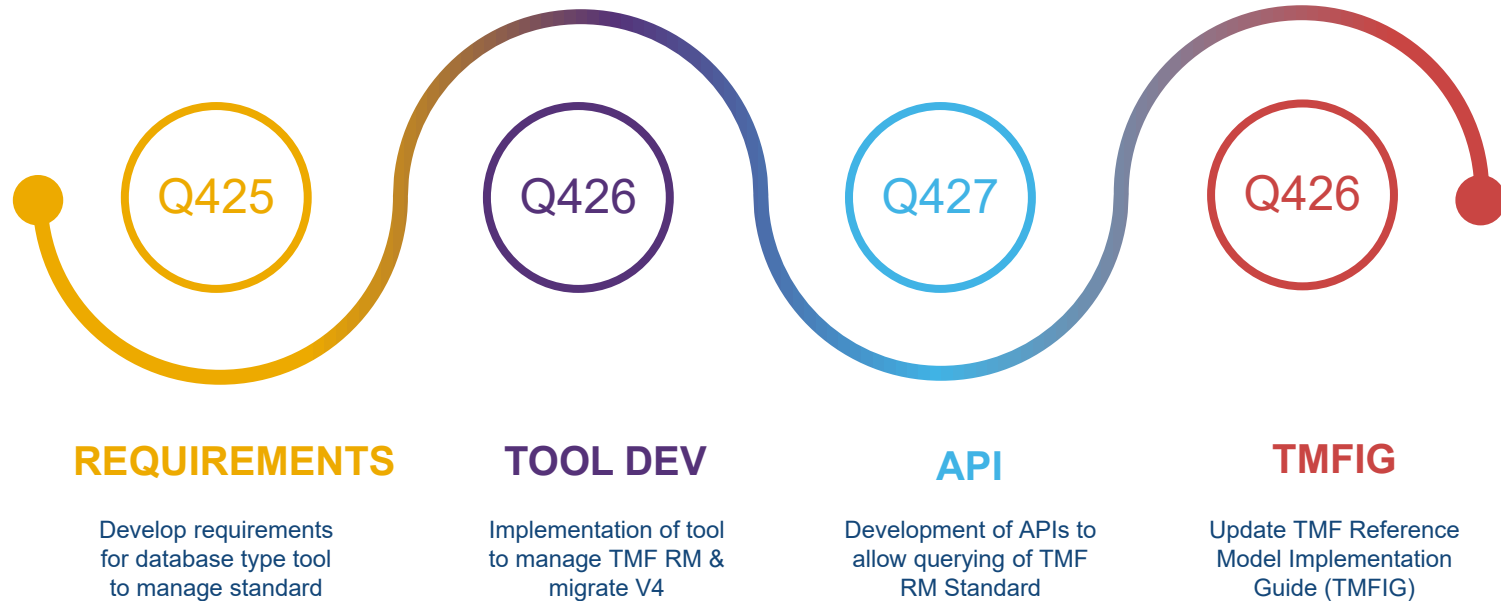 Q425
REQUIREMENTS
Develop requirements
for database type tool
to manage standard
Q426
TOOL DEV
Implementation of tool
to manage TMF RM &
migrate V4
Q427
API
Development of APIs to
allow querying of TMF
RM Standard
Q426
TMFIG
Update TMF Reference
Model Implementation
Guide (TMFIG)